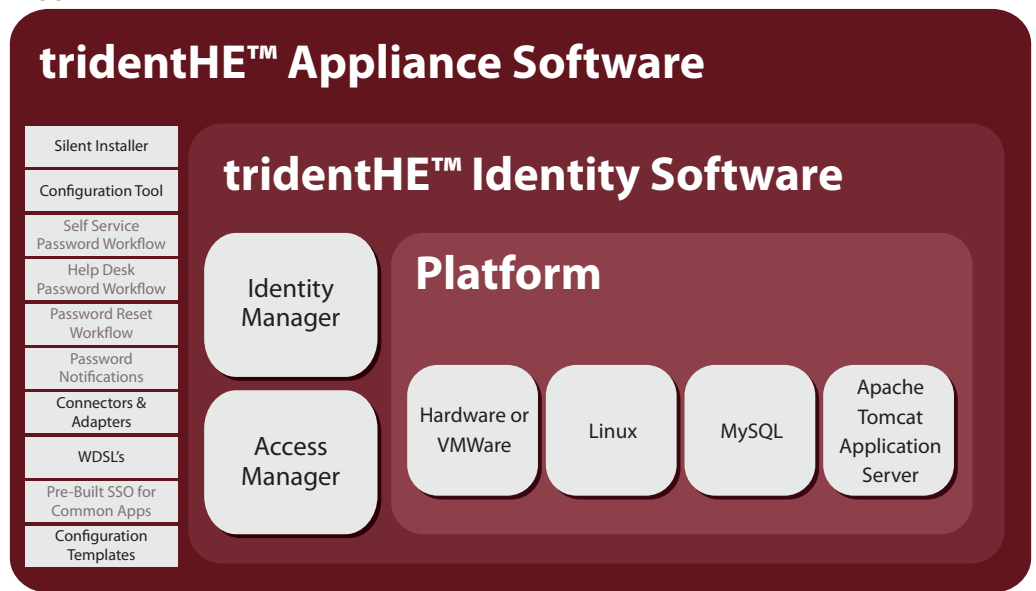 tridentHE™ Appliance Software
Silent Installer
Configuration Tool
Self Service
Password Workflow
Help Desk
Password Workflow
Password Reset
Workflow
Password
Notifications
Connectors &
Adapters
WDSL's
Pre-Built SSO for
Common Apps
Configuration
Templates
tridentHE™ Identity Software
Identity
Manager
Access
Manager
Platform
Hardware or
VMWare
Linux
MySQL
Apache
Tomcat
Application
Server